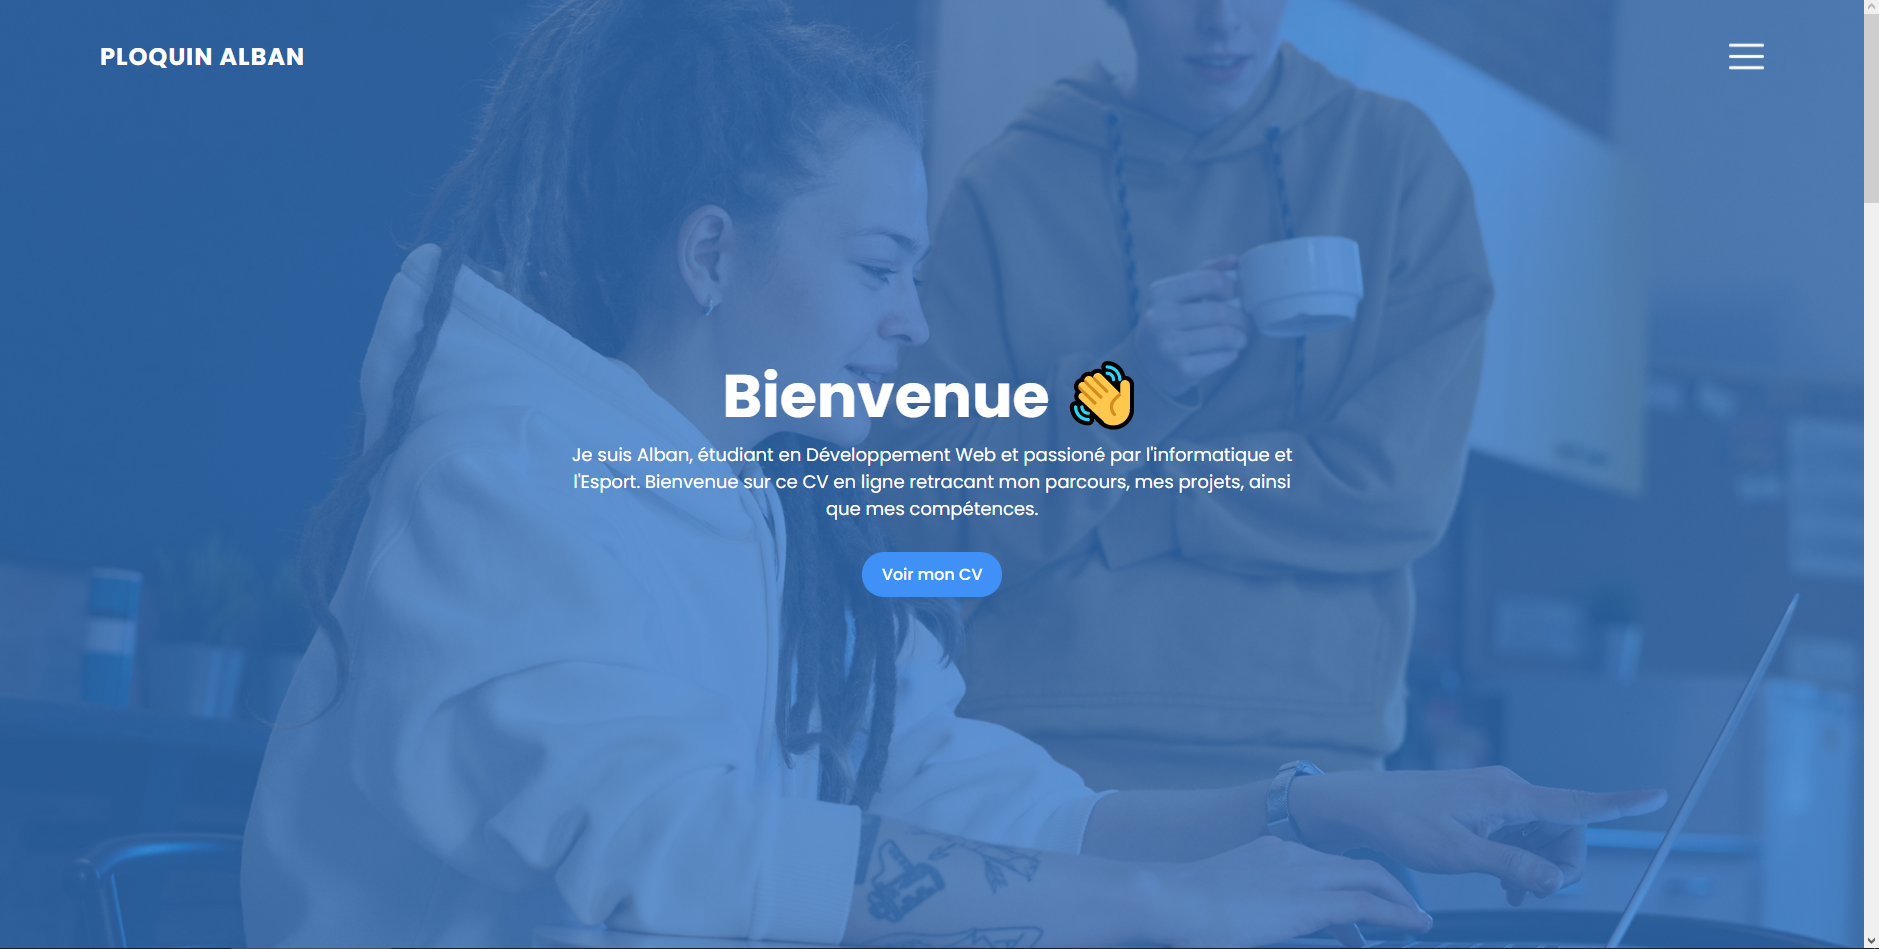 PLOQUIN ALBAN
Bienvenue
Je suis Alban, étudiant en Développement Web et passioné par l'informatique et
l'Esport. Bienvenue sur ce CV en ligne retracant mon parcours, mes projets, ainsi
que mes compétences.
Voir mon CV